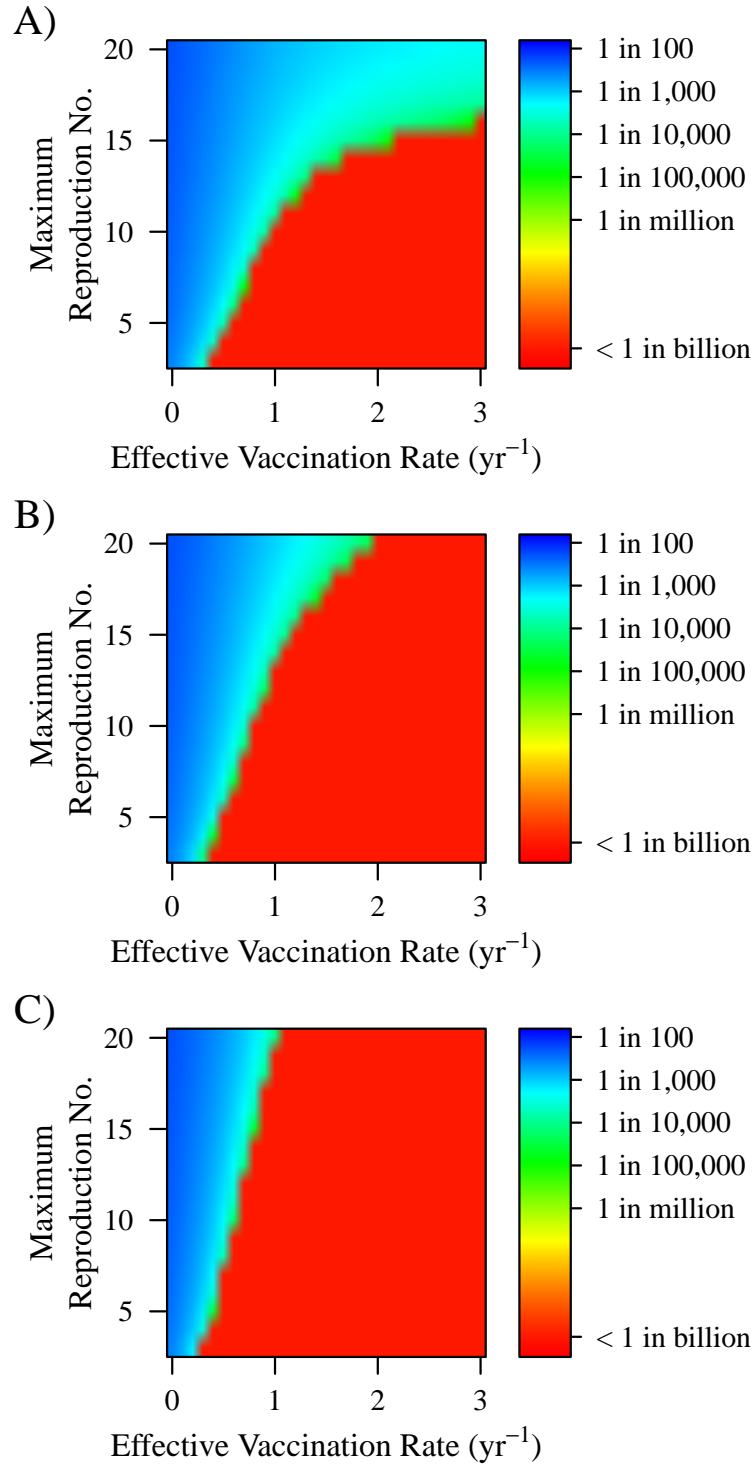 A)
Maximum
Reproduction No.
20
15
10
5
0 1 2 3
Effective Vaccination Rate (yr⁻¹)
1 in 100
1 in 1,000
1 in 10,000
1 in 100,000
1 in million
< 1 in billion
B)
Maximum
Reproduction No.
20
15
10
5
0 1 2 3
Effective Vaccination Rate (yr⁻¹)
1 in 100
1 in 1,000
1 in 10,000
1 in 100,000
1 in million
< 1 in billion
C)
Maximum
Reproduction No.
20
15
10
5
0 1 2 3
Effective Vaccination Rate (yr⁻¹)
1 in 100
1 in 1,000
1 in 10,000
1 in 100,000
1 in million
< 1 in billion